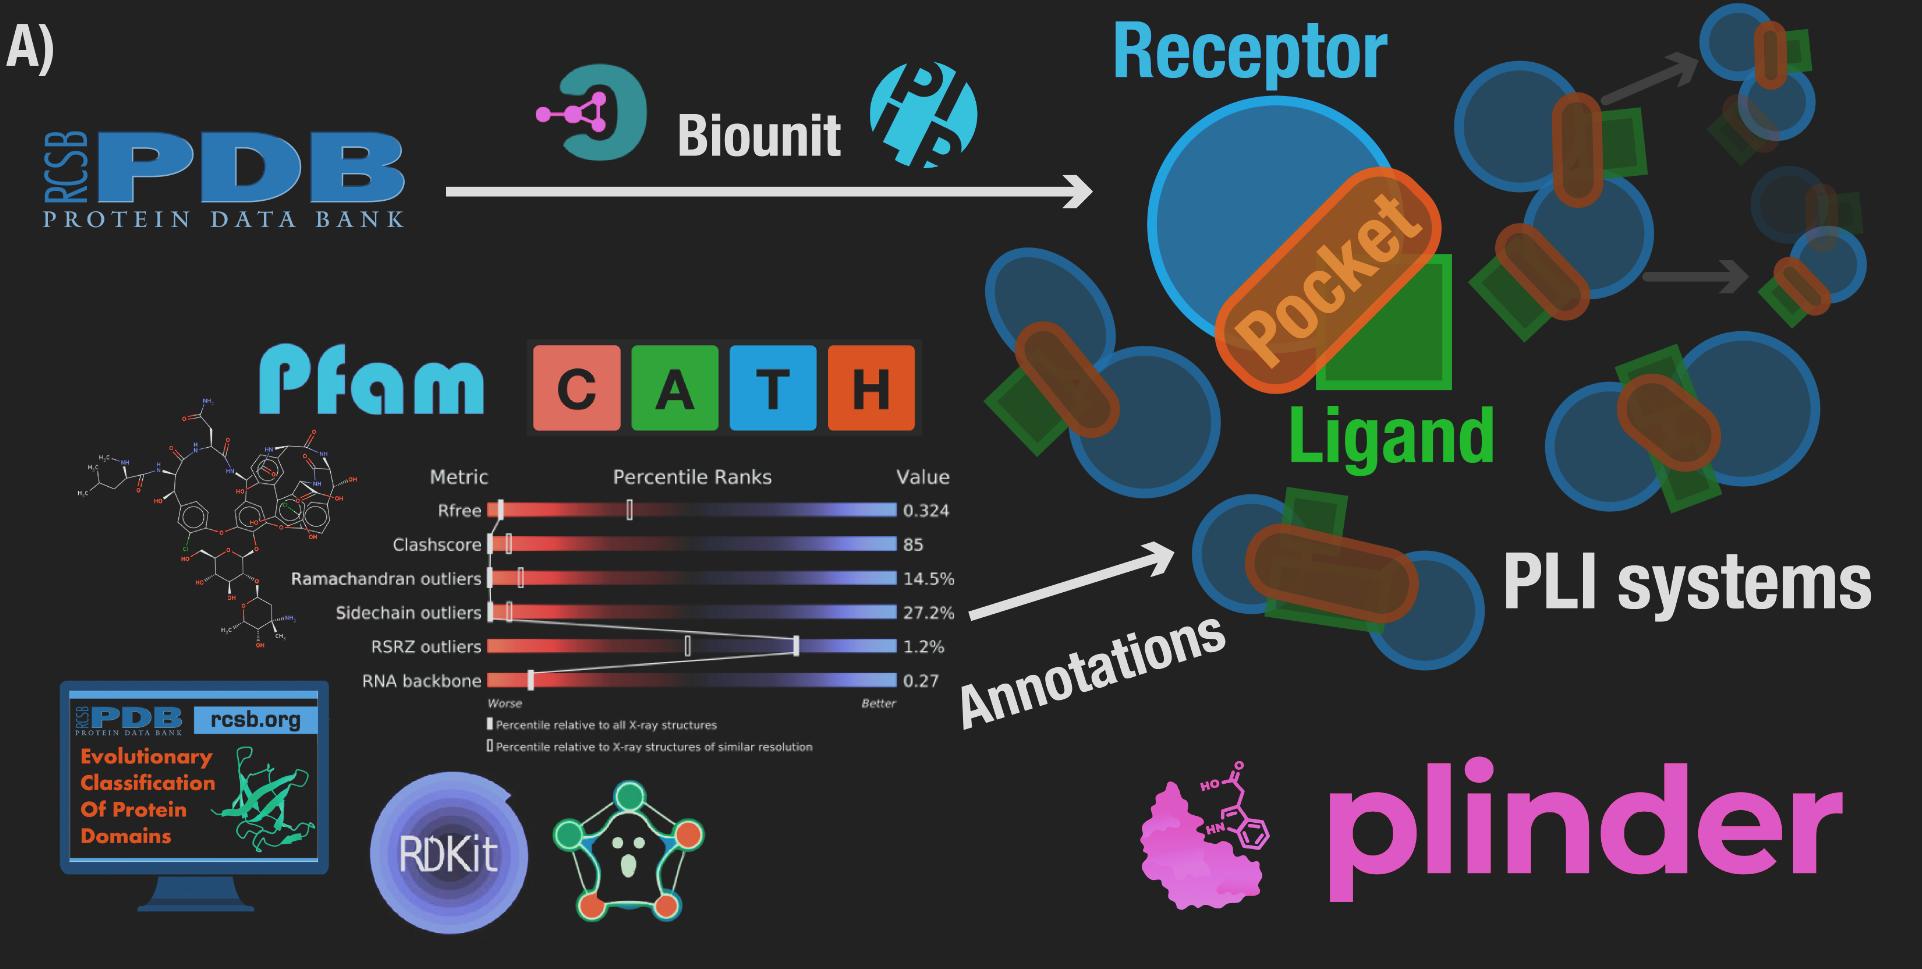 A)
RCSB
PDB
PROTEIN DATA BANK
Biounit
PLIP
Receptor
Pocket
Ligand
PLI systems
Pfam
C A T H
Metric Percentile Ranks Value
Rfree 0.324
Clashscore 85
Ramachandran outliers 14.5%
Sidechain outliers 27.2%
RSRZ outliers 1.2%
RNA backbone 0.27
Worse Better
Percentile relative to all X-ray structures
Percentile relative to X-ray structures of similar resolution
Annotations
RCSB
PDB
PROTEIN DATA BANK
rcsb.org
Evolutionary
Classification
Of Protein
Domains
RDKit
HO
O
HN
plinder